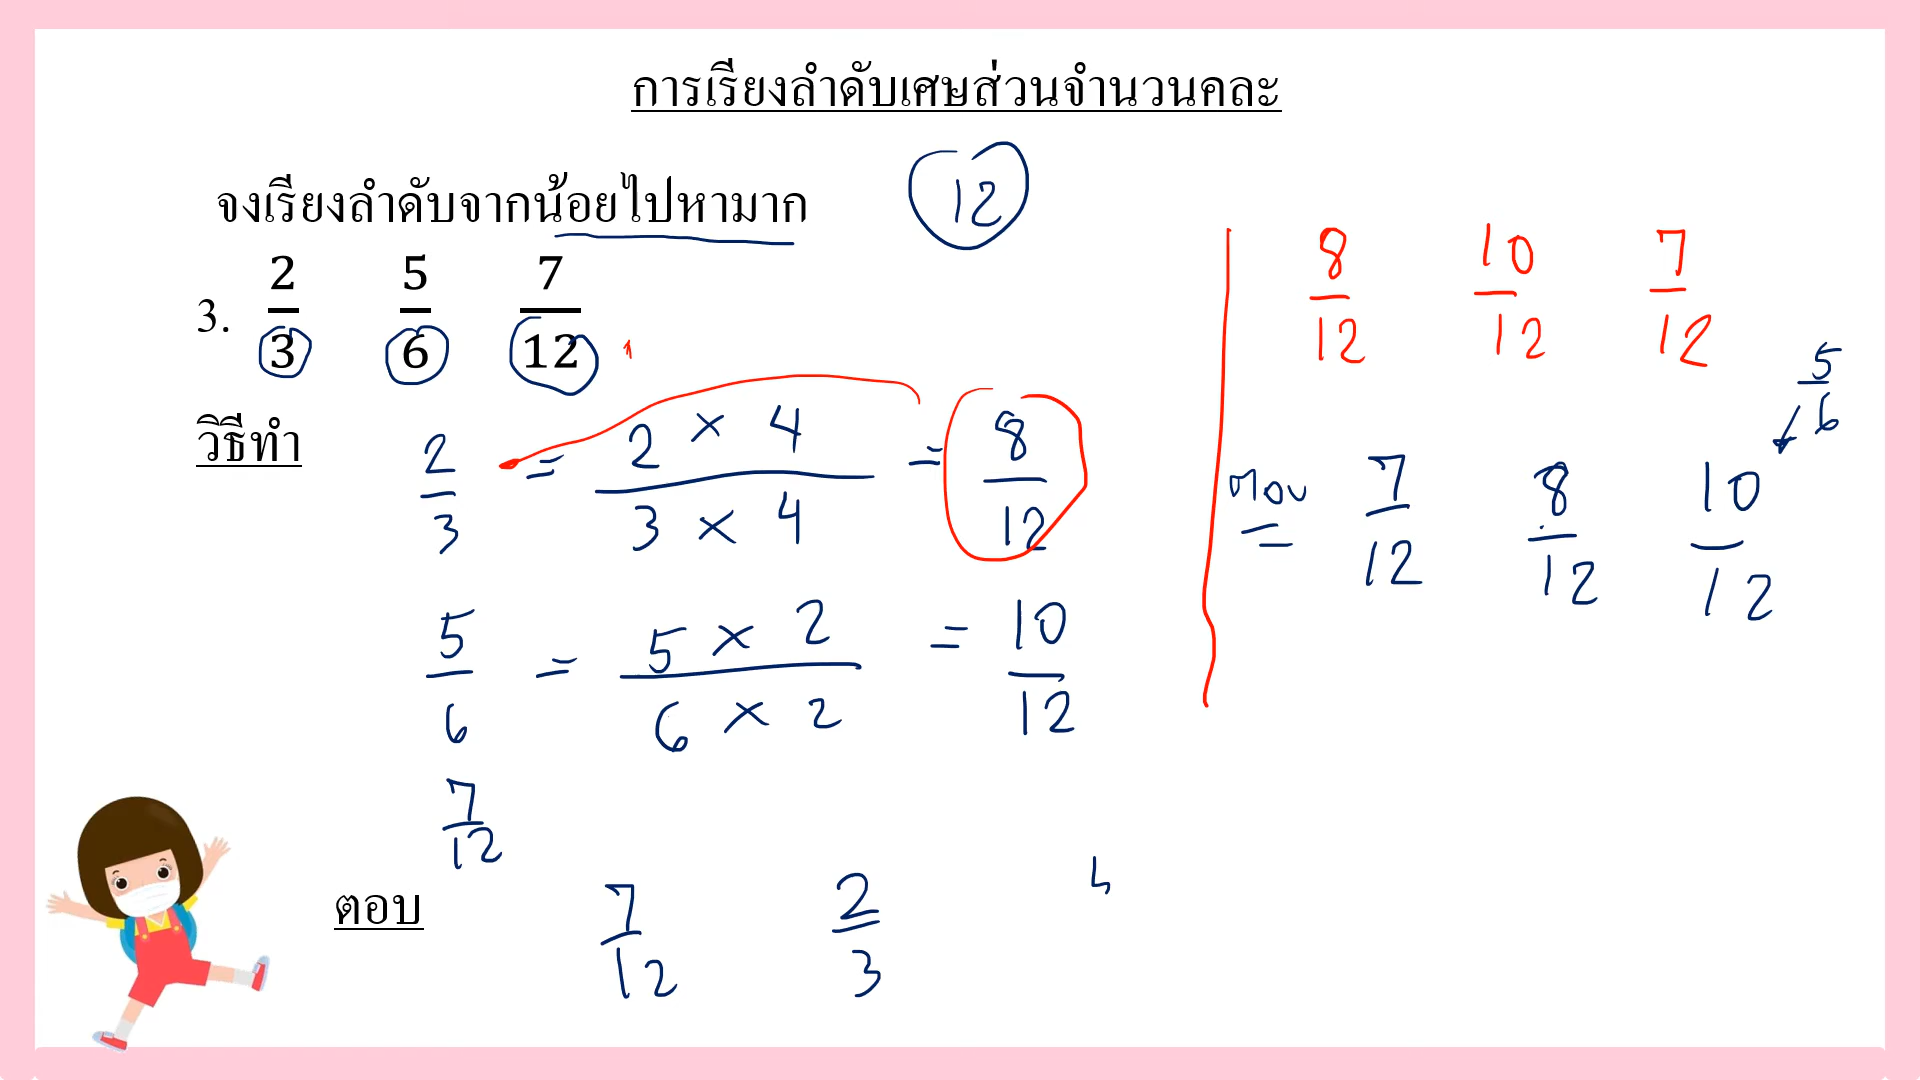 การเรียงลำดับเศษส่วนจำนวนคละ
จงเรียงลำดับจากน้อยไปหามาก 12
3. 2/3 5/6 7/12
วิธีทำ 2/3 = 2 × 4 / 3 × 4 = 8/12
5/6 = 5 × 2 / 6 × 2 = 10/12
7/12
ตอบ 7/12 2/3
8/12 10/12 7/12
5/6
ตอบ 7/12 8/12 10/12